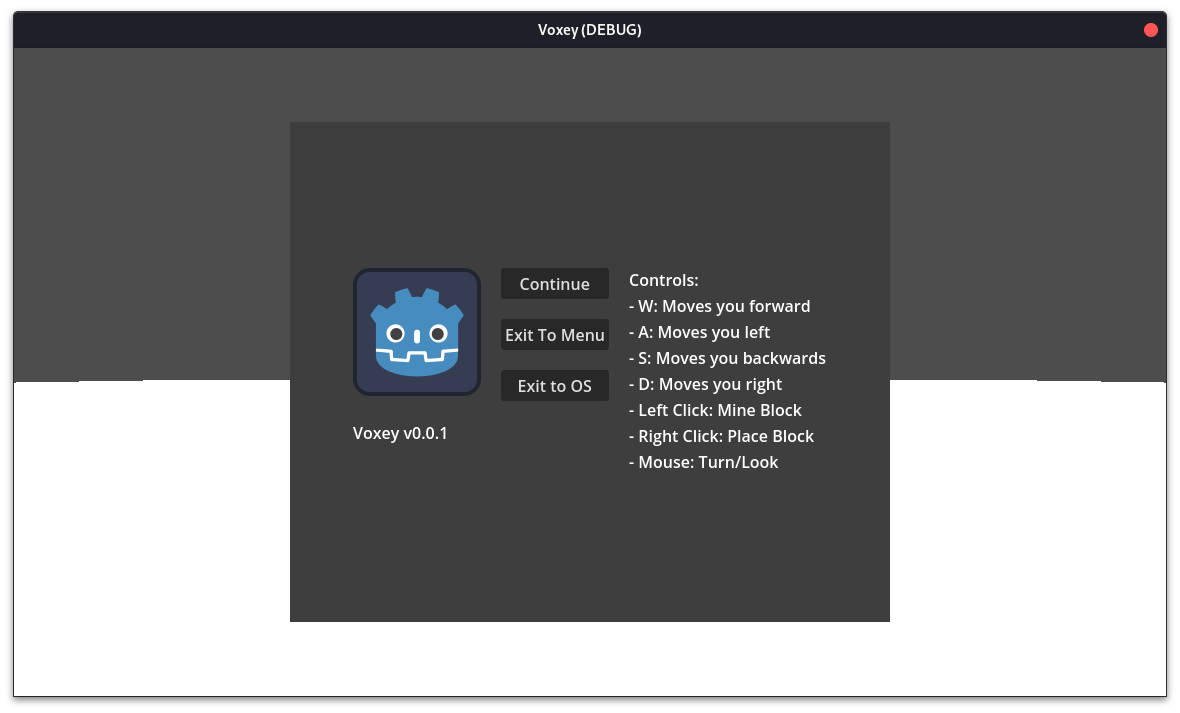 Voxey (DEBUG)
Continue
Exit To Menu
Exit to OS
Voxey v0.0.1
Controls:
- W: Moves you forward
- A: Moves you left
- S: Moves you backwards
- D: Moves you right
- Left Click: Mine Block
- Right Click: Place Block
- Mouse: Turn/Look